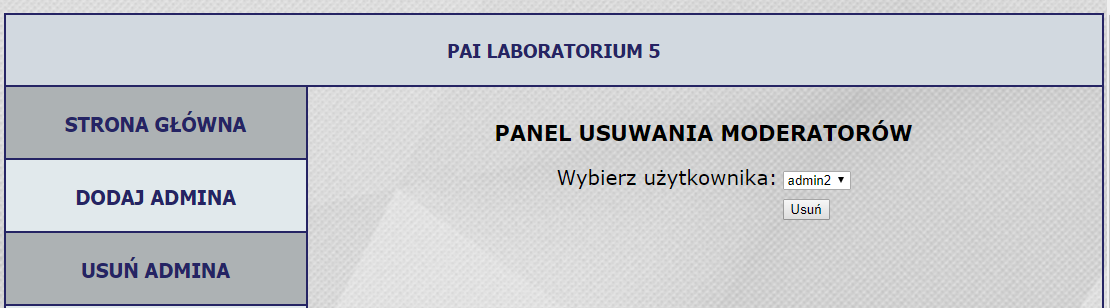 PAI LABORATORIUM 5
STRONA GŁÓWNA
DODAJ ADMINA
USUŃ ADMINA
PANEL USUWANIA MODERATORÓW
Wybierz użytkownika: admin2
Usuń